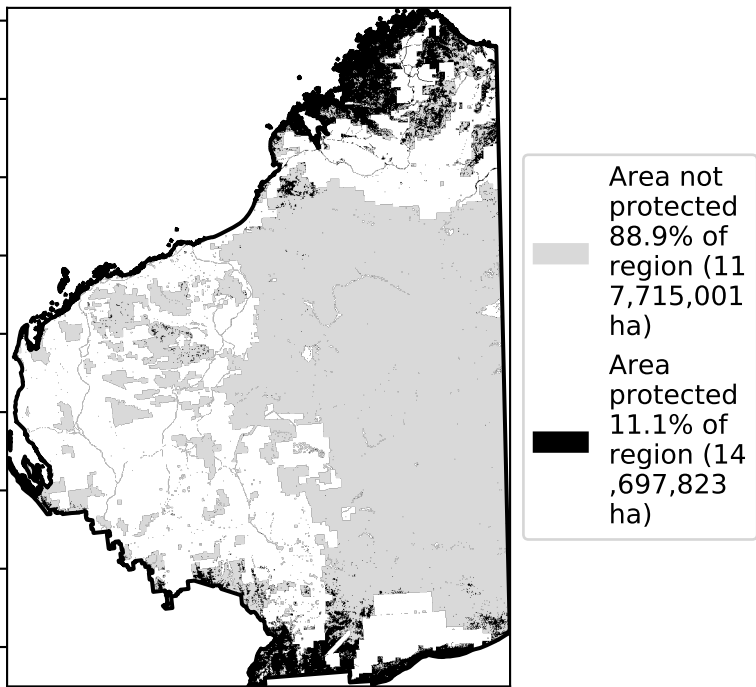 Area not
protected
88.9% of
region (11
7,715,001
ha)
Area
protected
11.1% of
region (14
,697,823
ha)